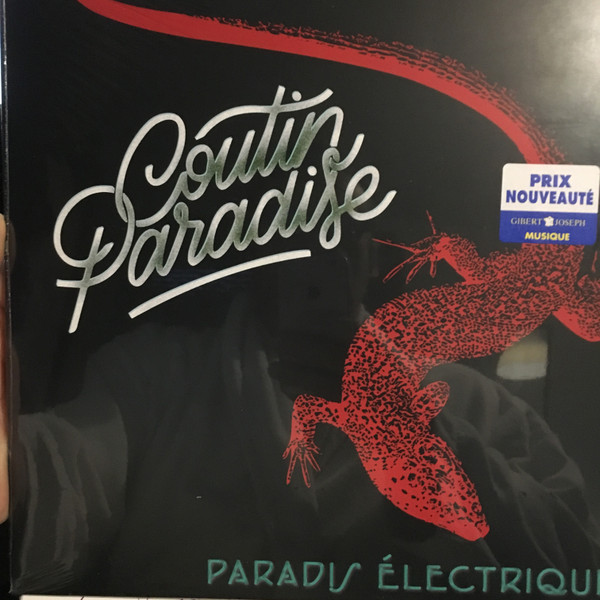 Coutin
Paradise
PRIX
NOUVEAUTÉ
GIBERT JOSEPH
MUSIQUE
PARADIS ÉLECTRIQU